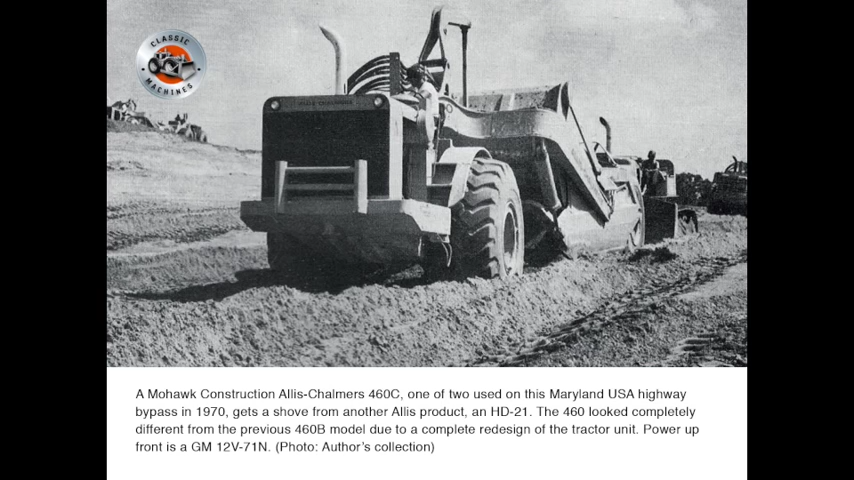 CLASSIC
MACHINES
ALLIS-CHALMERS
A Mohawk Construction Allis-Chalmers 460C, one of two used on this Maryland USA highway
bypass in 1970, gets a shove from another Allis product, an HD-21. The 460 looked completely
different from the previous 460B model due to a complete redesign of the tractor unit. Power up
front is a GM 12V-71N. (Photo: Author's collection)